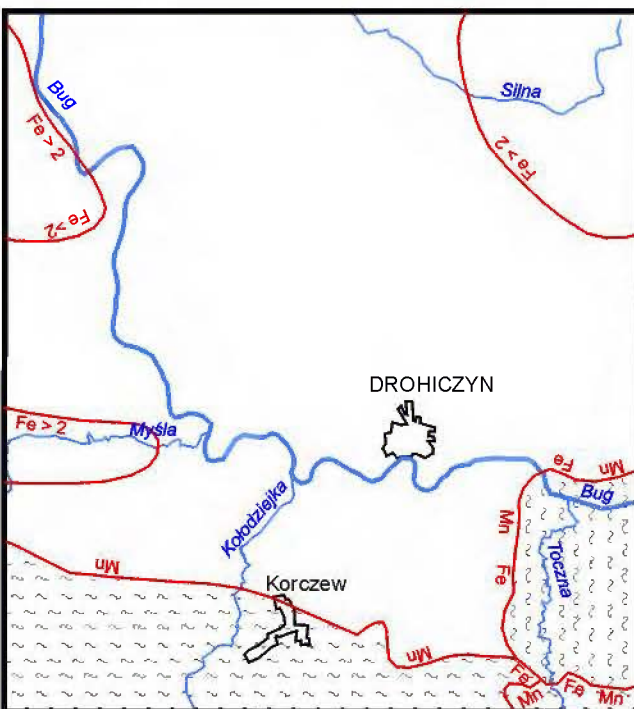 Bug
Silna
Fe > 2
Fe > 2
Fe >2
DROHICZYN
Fe > 2
Myśla
Fe
Mn
Bug
Kołodziejka
Mn
Toczna
Mn
Fe
Korczew
Mn
Fe
Mn
Fe
Mn